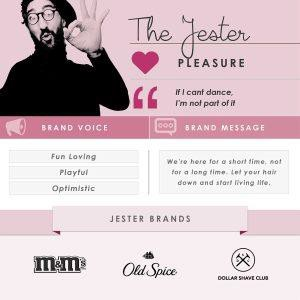 The Jester
PLEASURE
If I cant dance,
I'm not part of it
BRAND VOICE
BRAND MESSAGE
Fun Loving
Playful
Optimistic
We're here for a short time, not
for a long time. Let your hair
down and start living life.
JESTER BRANDS
m&m's
Old Spice
DOLLAR SHAVE CLUB